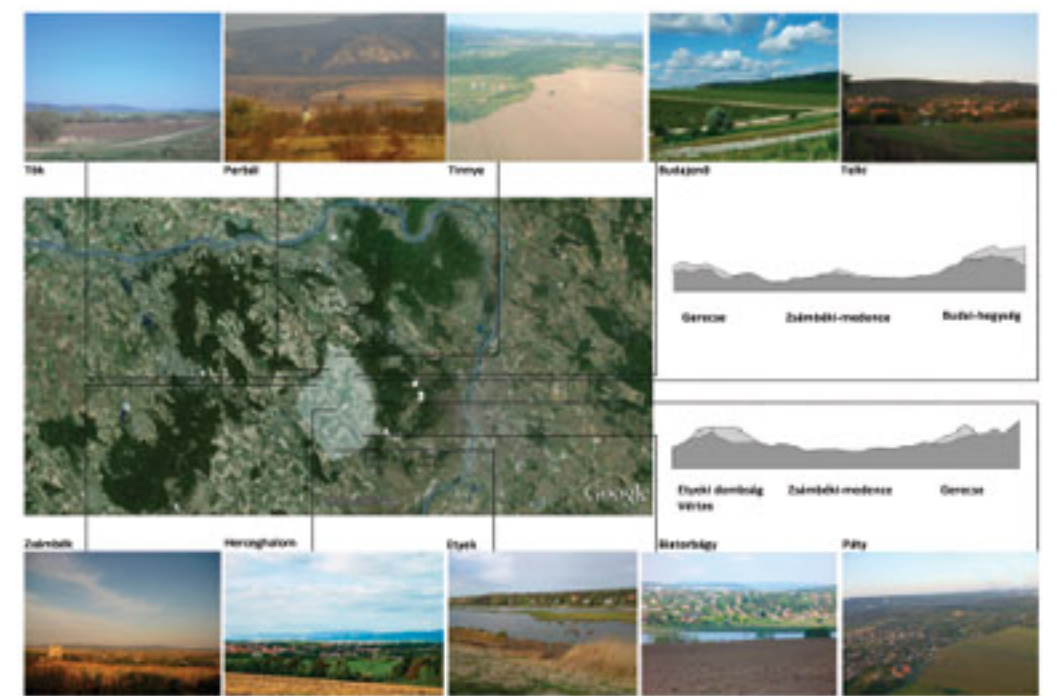 Tök
Perbál
Tinnye
Budajenő
Telki
Gerecse
Zsámbéki-medence
Budai-hegység
Etyeki dombság
Vértes
Zsámbéki-medence
Gerecse
Google
Zsámbék
Herceghalom
Etyek
Biatorbágy
Páty